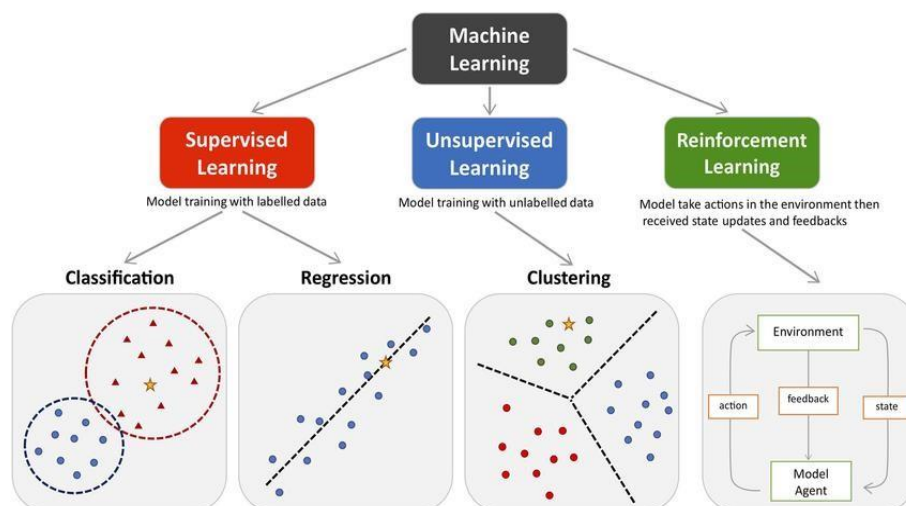 Machine
Learning
Supervised
Learning
Unsupervised
Learning
Reinforcement
Learning
Model training with labelled data
Model training with unlabelled data
Model take actions in the environment then
received state updates and feedbacks
Classification
Regression
Clustering
Environment
action
feedback
state
Model
Agent